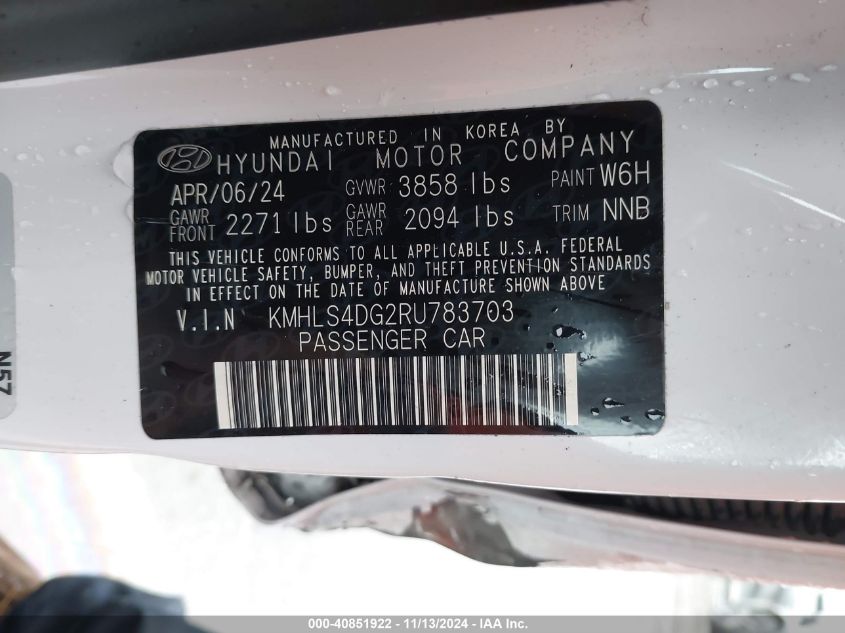 MANUFACTURED IN KOREA BY
HYUNDAI MOTOR COMPANY
APR/06/24 GVWR 3858 lbs PAINT W6H
GAWR FRONT 2271 lbs GAWR REAR 2094 lbs TRIM NNB
THIS VEHICLE CONFORMS TO ALL APPLICABLE U.S.A. FEDERAL
MOTOR VEHICLE SAFETY, BUMPER, AND THEFT PREVENTION STANDARDS
IN EFFECT ON THE DATE OF MANUFACTURE SHOWN ABOVE
V.I.N KMHLS4DG2RU783703
PASSENGER CAR
N57
000-40851922 - 11/13/2024 - IAA Inc.